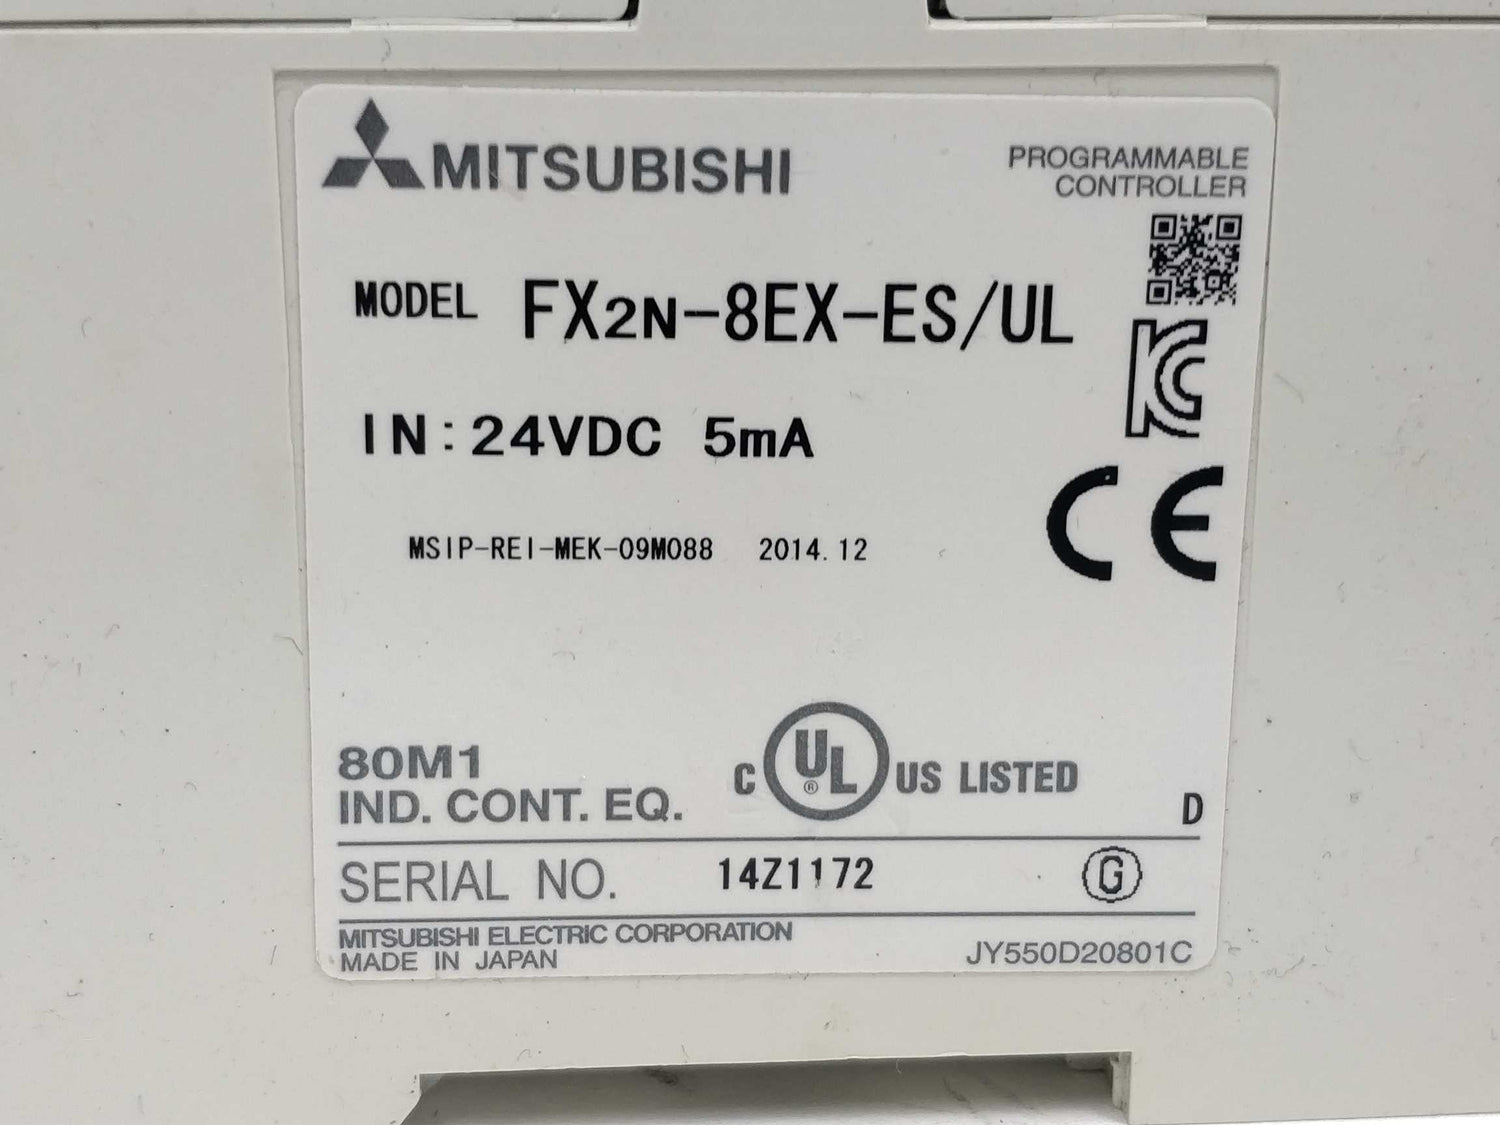 MITSUBISHI
PROGRAMMABLE
CONTROLLER
MODEL FX2N-8EX-ES/UL
IN: 24VDC 5mA
CE
MSIP-REI-MEK-09M088 2014.12
80M1
IND. CONT. EQ.
C UL ® US LISTED
D
SERIAL NO. 14Z1172 G
MITSUBISHI ELECTRIC CORPORATION
MADE IN JAPAN
JY550D20801C